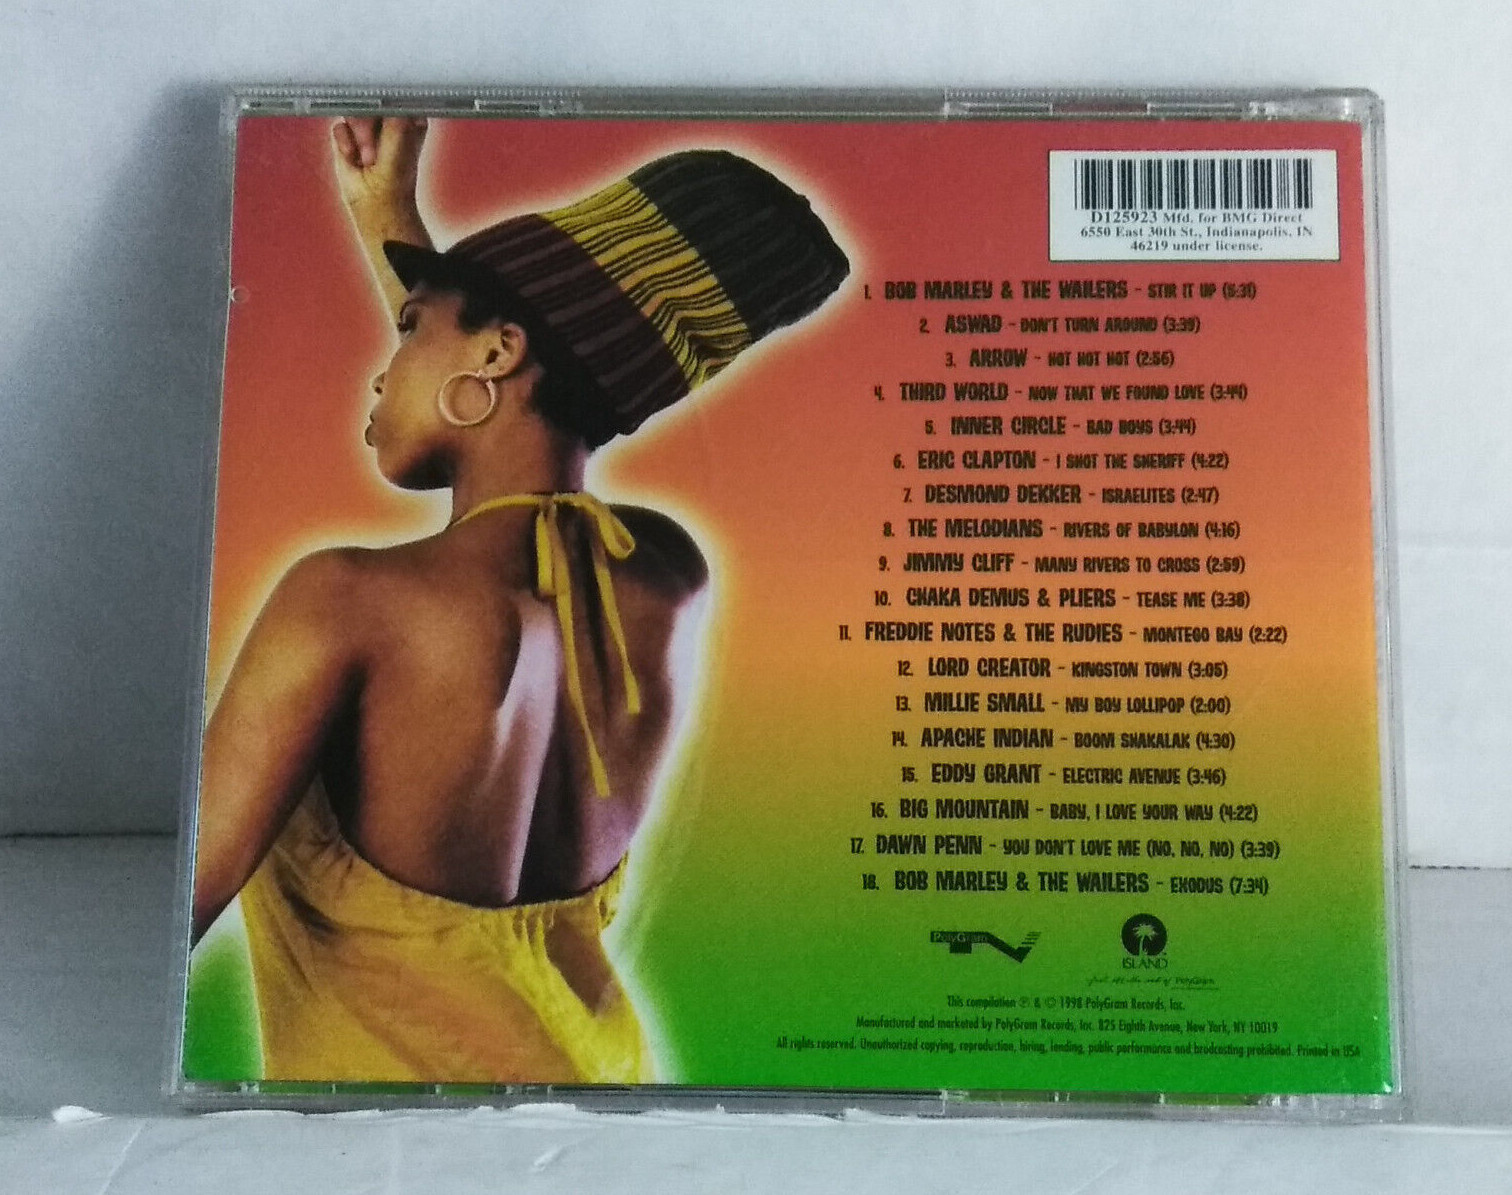 D125923 Mfd. for BMG Direct
6550 East 30th St., Indianapolis, IN
46219 under license.
1. BOB MARLEY & THE WAILERS - STIR IT UP (5:31)
2. ASWAD - DON'T TURN AROUND (3:39)
3. ARROW - HOT HOT HOT (2:56)
4. THIRD WORLD - NOW THAT WE FOUND LOVE (3:44)
5. INNER CIRCLE - BAD BOYS (3:44)
6. ERIC CLAPTON - I SHOT THE SHERIFF (4:22)
7. DESMOND DEKKER - ISRAELITES (2:47)
8. THE MELODIANS - RIVERS OF BABYLON (4:16)
9. JIMMY CLIFF - MANY RIVERS TO CROSS (2:59)
10. CHAKA DEMUS & PLIERS - TEASE ME (3:38)
11. FREDDIE NOTES & THE RUDIES - MONTEGO BAY (2:22)
12. LORD CREATOR - KINGSTON TOWN (3:05)
13. MILLIE SMALL - MY BOY LOLLIPOP (2:00)
14. APACHE INDIAN - BOOM SHAKALAK (4:30)
15. EDDY GRANT - ELECTRIC AVENUE (3:46)
16. BIG MOUNTAIN - BABY, I LOVE YOUR WAY (4:22)
17. DAWN PENN - YOU DON'T LOVE ME (NO, NO, NO) (3:39)
18. BOB MARLEY & THE WAILERS - EXODUS (7:34)
PolyGram TV
ISLAND
PolyGram
This compilation ℗ & © 1998 PolyGram Records, Inc.
Manufactured and marketed by PolyGram Records, Inc. 825 Eighth Avenue, New York, NY 10019
All rights reserved. Unauthorized copying, reproduction, hiring, lending, public performance and brodcasting prohibited. Printed in USA